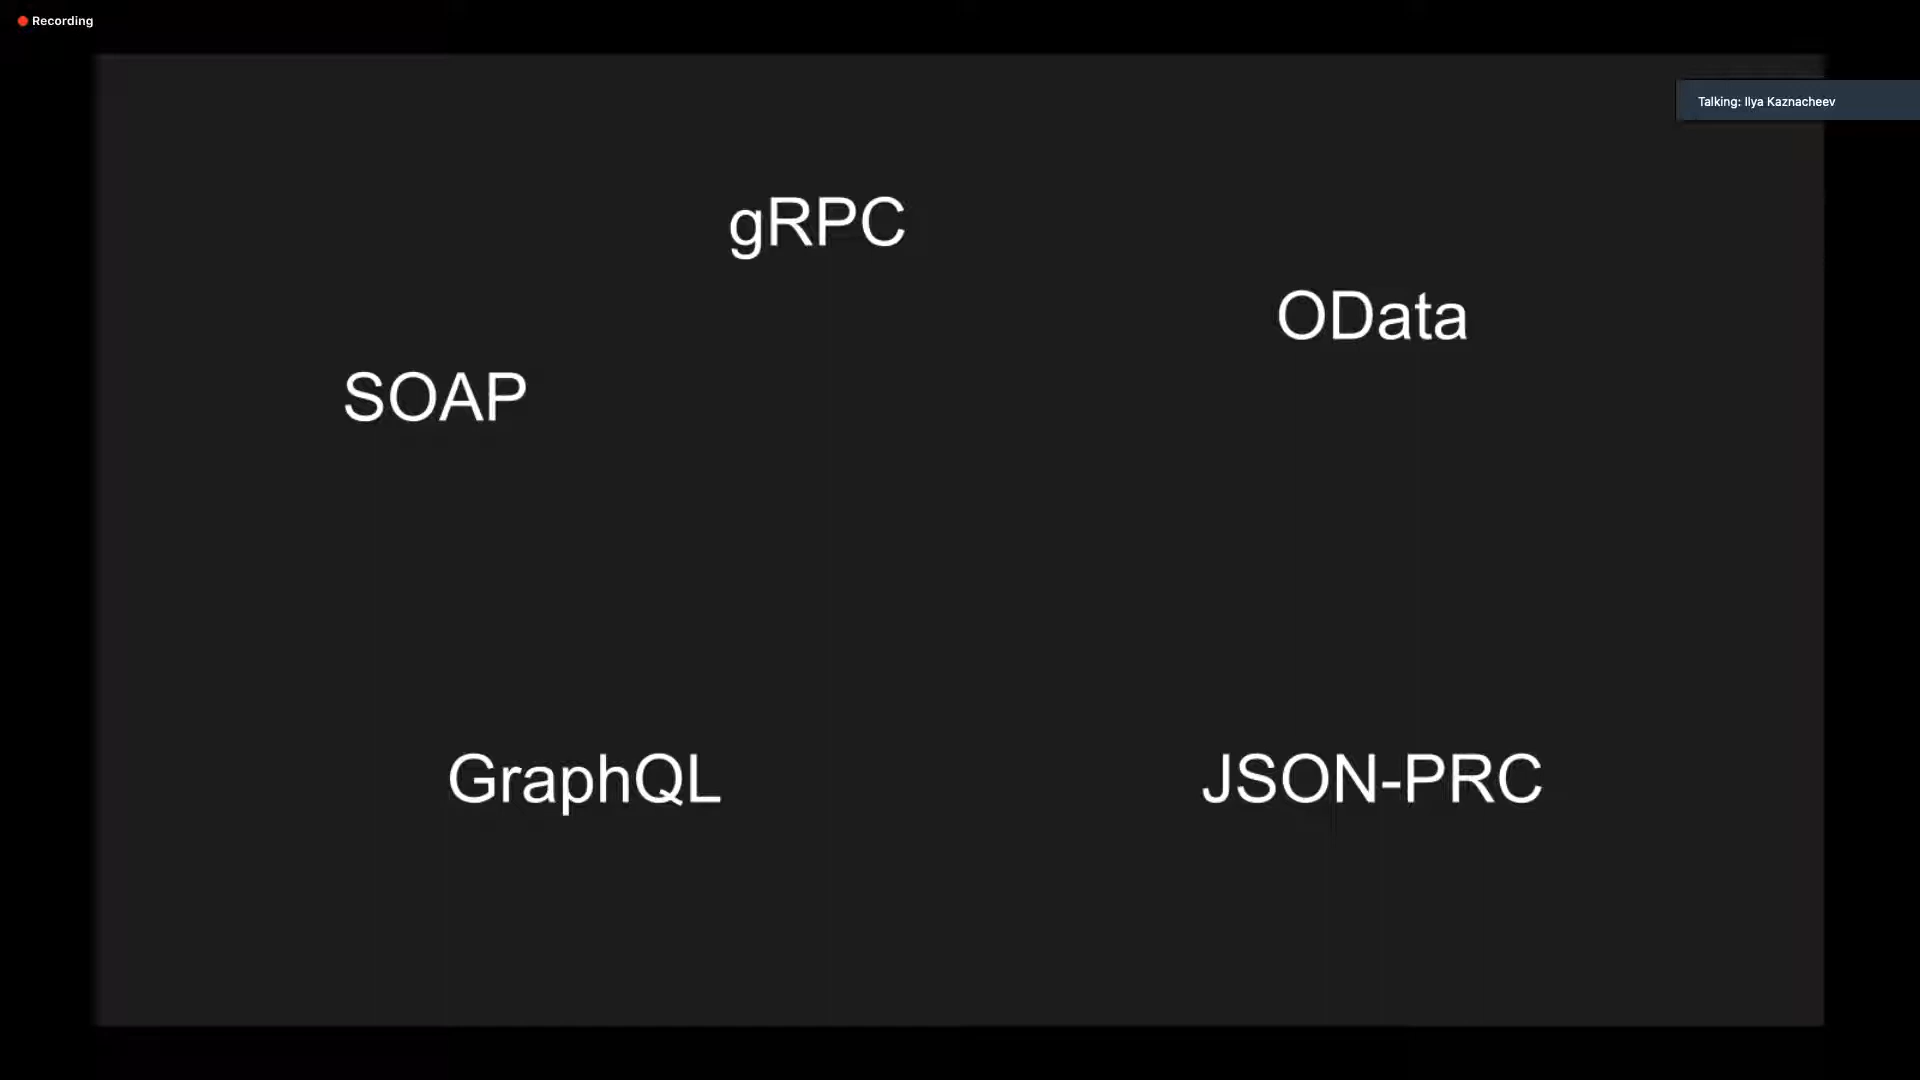 Recording
Talking: Ilya Kaznacheev
gRPC
OData
SOAP
GraphQL
JSON-PRC